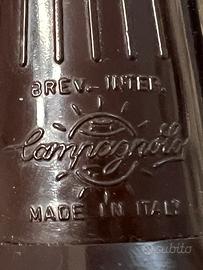 BREV.-INTER.
Campagnolo
MADE IN ITALY
subito